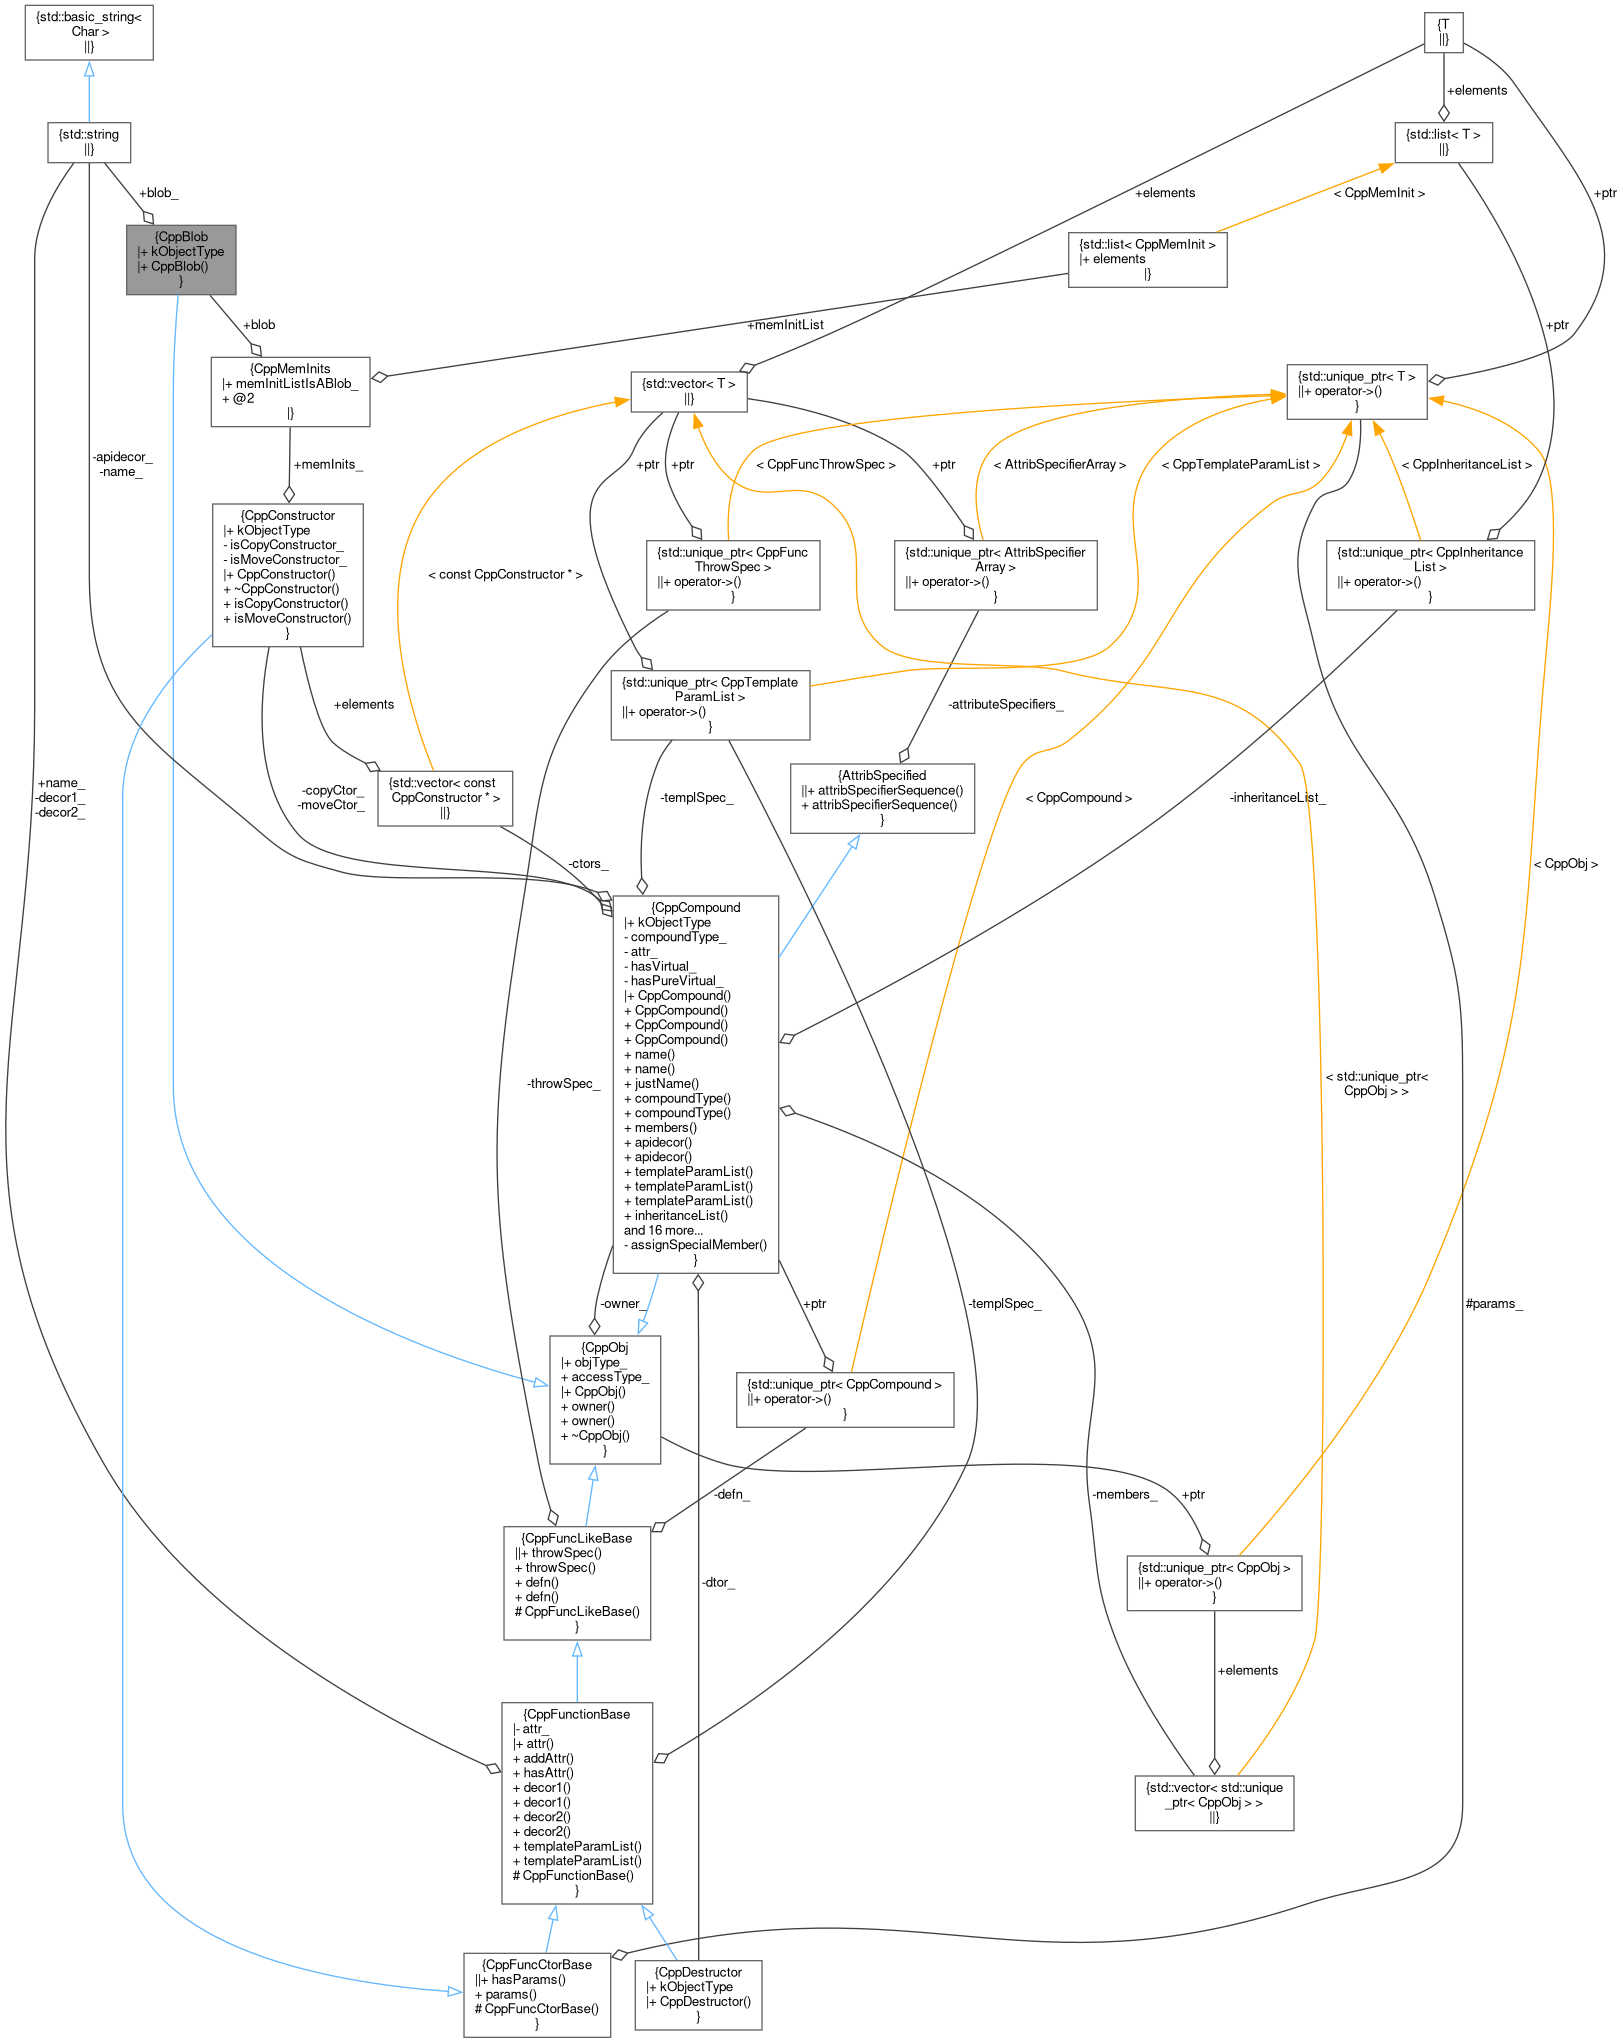 {std::basic_string<
Char >
||}
{T
||}
+elements
{std::string
||}
{std::list< T >
||}
+blob_
+elements
< CppMemInit >
+ptr
{CppBlob
|+ kObjectType
|+ CppBlob()
}
{std::list< CppMemInit >
|+ elements
|}
+blob
+memInitList
+ptr
{CppMemInits
|+ memInitListIsABlob_
+ @2
|}
{std::vector< T >
||}
{std::unique_ptr< T >
||+ operator->()
}
-apidecor_
-name_
+memInits_
+ptr
+ptr
< CppFuncThrowSpec >
+ptr
< AttribSpecifierArray >
< CppTemplateParamList >
< CppInheritanceList >
{CppConstructor
|+ kObjectType
- isCopyConstructor_
- isMoveConstructor_
|+ CppConstructor()
+ ~CppConstructor()
+ isCopyConstructor()
+ isMoveConstructor()
}
< const CppConstructor * >
{std::unique_ptr< CppFunc
ThrowSpec >
||+ operator->()
}
{std::unique_ptr< AttribSpecifier
Array >
||+ operator->()
}
{std::unique_ptr< CppInheritance
List >
||+ operator->()
}
+elements
{std::unique_ptr< CppTemplate
ParamList >
||+ operator->()
}
-attributeSpecifiers_
+name_
-decor1_
-decor2_
-copyCtor_
-moveCtor_
{std::vector< const
CppConstructor * >
||}
-templSpec_
{AttribSpecified
||+ attribSpecifierSequence()
+ attribSpecifierSequence()
}
< CppCompound >
-inheritanceList_
-ctors_
< CppObj >
{CppCompound
|+ kObjectType
- compoundType_
- attr_
- hasVirtual_
- hasPureVirtual_
|+ CppCompound()
+ CppCompound()
+ CppCompound()
+ CppCompound()
+ name()
+ name()
+ justName()
+ compoundType()
+ compoundType()
+ members()
+ apidecor()
+ apidecor()
+ templateParamList()
+ templateParamList()
+ templateParamList()
+ inheritanceList()
and 16 more...
- assignSpecialMember()
}
-throwSpec_
< std::unique_ptr<
CppObj > >
-owner_
+ptr
-templSpec_
#params_
{CppObj
|+ objType_
+ accessType_
|+ CppObj()
+ owner()
+ owner()
+ ~CppObj()
}
{std::unique_ptr< CppCompound >
||+ operator->()
}
-defn_
-members_
+ptr
{CppFuncLikeBase
||+ throwSpec()
+ throwSpec()
+ defn()
+ defn()
# CppFuncLikeBase()
}
-dtor_
{std::unique_ptr< CppObj >
||+ operator->()
}
+elements
{CppFunctionBase
|- attr_
|+ attr()
+ addAttr()
+ hasAttr()
+ decor1()
+ decor1()
+ decor2()
+ decor2()
+ templateParamList()
+ templateParamList()
# CppFunctionBase()
}
{std::vector< std::unique
_ptr< CppObj > >
||}
{CppFuncCtorBase
||+ hasParams()
+ params()
# CppFuncCtorBase()
}
{CppDestructor
|+ kObjectType
|+ CppDestructor()
}